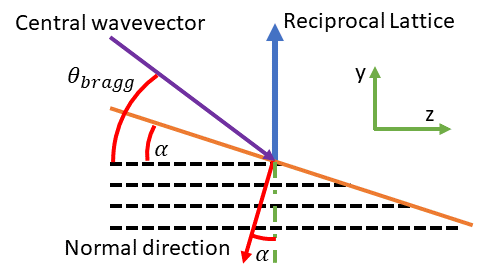 Central wavevector
Reciprocal Lattice
θbragg
y
z
α
Normal direction
α